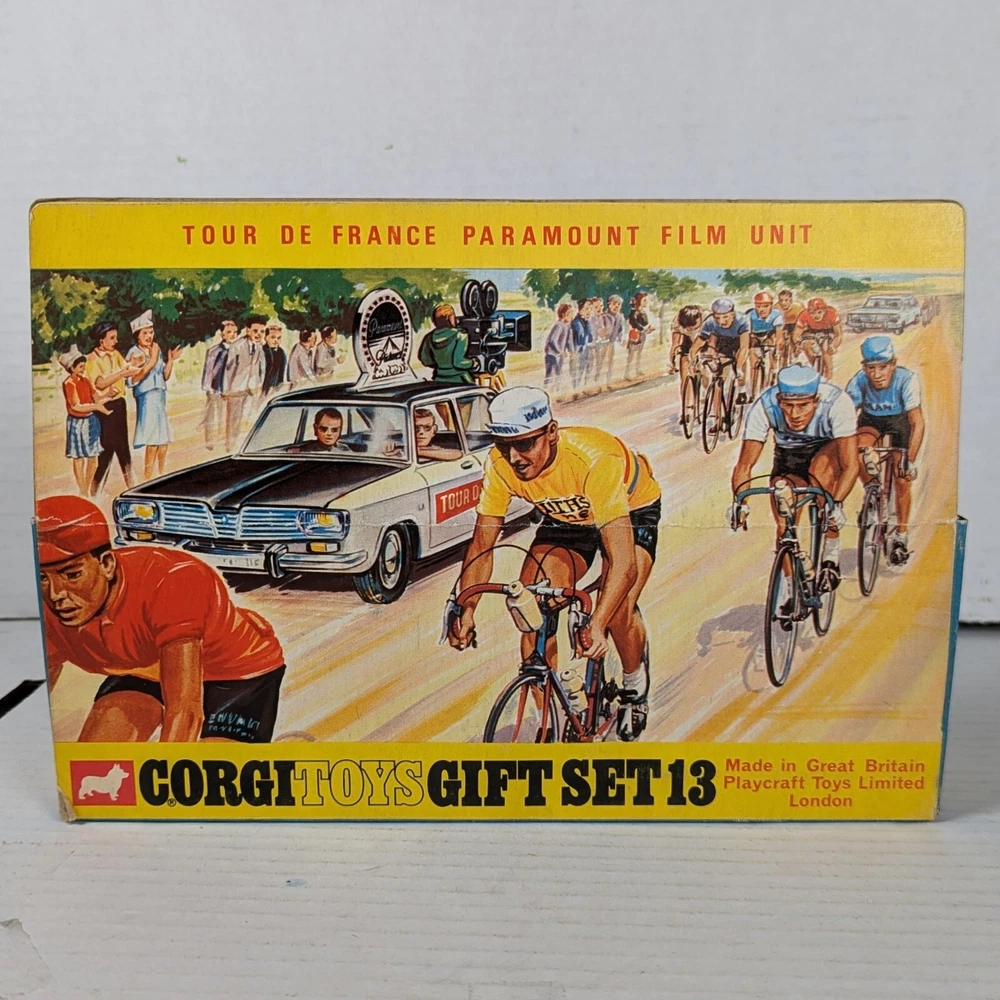 TOUR DE FRANCE PARAMOUNT FILM UNIT
Paramount
TOUR D
CORGI TOYS GIFT SET 13
®
Made in Great Britain
Playcraft Toys Limited
London